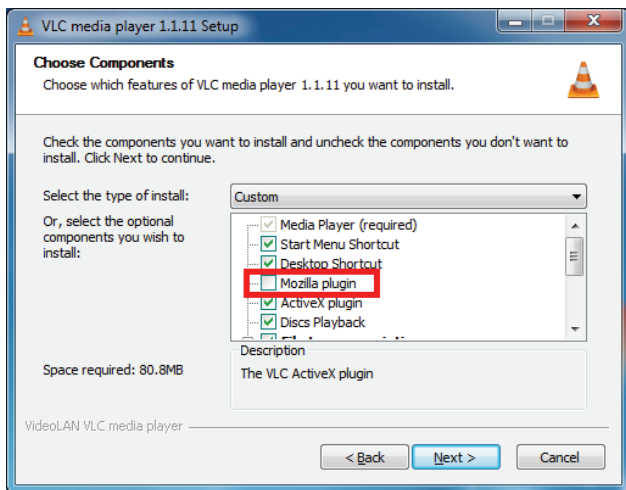 VLC media player 1.1.11 Setup
Choose Components
Choose which features of VLC media player 1.1.11 you want to install.
Check the components you want to install and uncheck the components you don't want to
install. Click Next to continue.
Select the type of install:
Custom
Or, select the optional
components you wish to
install:
Media Player (required)
Start Menu Shortcut
Desktop Shortcut
Mozilla plugin
ActiveX plugin
Discs Playback
Space required: 80.8MB
Description
The VLC ActiveX plugin
VideoLAN VLC media player
< Back
Next >
Cancel